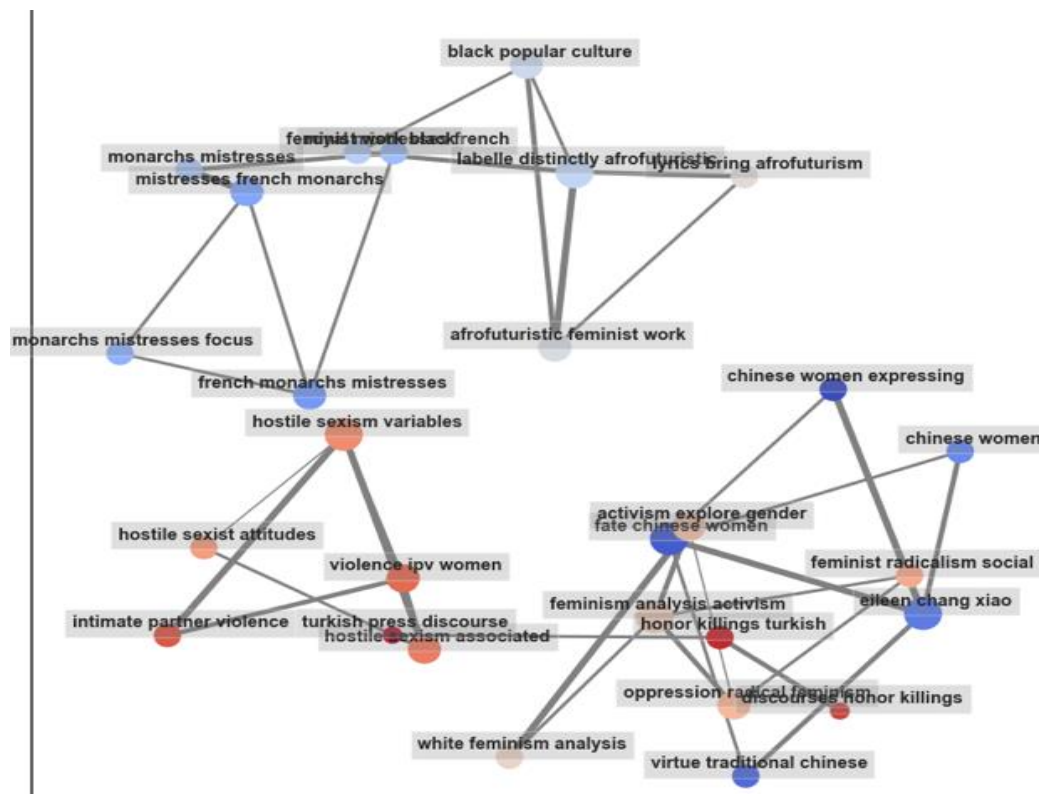 black popular culture
feminist work black
french
monarchs mistresses
labelle distinctly afrofuturistic
lyrics bring afrofuturism
mistresses french monarchs
afrofuturistic feminist work
monarchs mistresses focus
french monarchs mistresses
chinese women expressing
hostile sexism variables
chinese women
activism explore gender
fate chinese women
hostile sexist attitudes
violence ipv women
feminist radicalism social
feminism analysis activism
eileen chang xiao
intimate partner violence
turkish press discourse
honor killings turkish
hostile sexism associated
oppression radical feminism
discourses honor killings
white feminism analysis
virtue traditional chinese